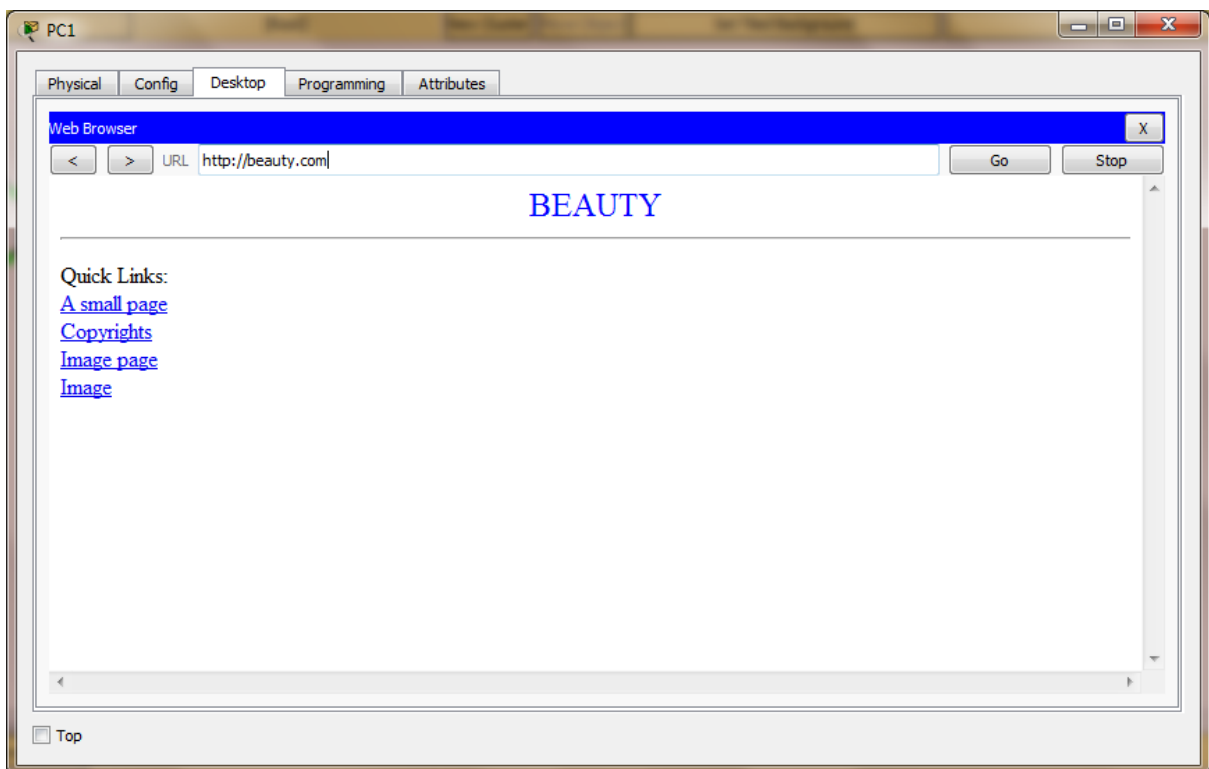 PC1
Physical Config Desktop Programming Attributes
Web Browser X
< > URL http://beauty.com Go Stop
BEAUTY
Quick Links:
A small page
Copyrights
Image page
Image
Top